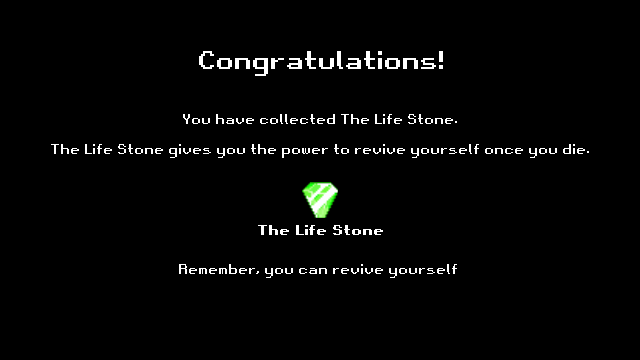 Congratulations!
You have collected The Life Stone.
The Life Stone gives you the power to revive yourself once you die.
The Life Stone
Remember, you can revive yourself